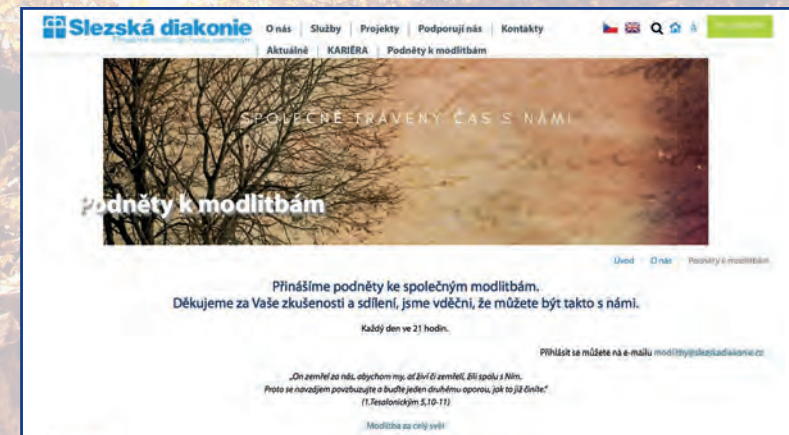 Slezská diakonie
O nás | Služby | Projekty | Podporují nás | Kontakty
Aktuálně | KARIÉRA | Podněty k modlitbám
SPOLEČNĚ TRÁVENÝ ČAS S NÁMI
Podněty k modlitbám
Úvod O nás Podněty k modlitbám
Přinášíme podněty ke společným modlitbám.
Děkujeme za Vaše zkušenosti a sdílení, jsme vděčni, že můžete být takto s námi.
Každý den ve 21 hodin.
Přihlásit se můžete na e-mailu modlitby@slezskadiakonie.cz
„On zemřel za nás, abychom my, ať živí či zemřelí, žili spolu s Ním.
Proto se navzájem povzbuzujte a buďte jeden druhému oporou, jak to již činíte.“
(1.Tesalonickým 5,10-11)
Modlitba za celý svět